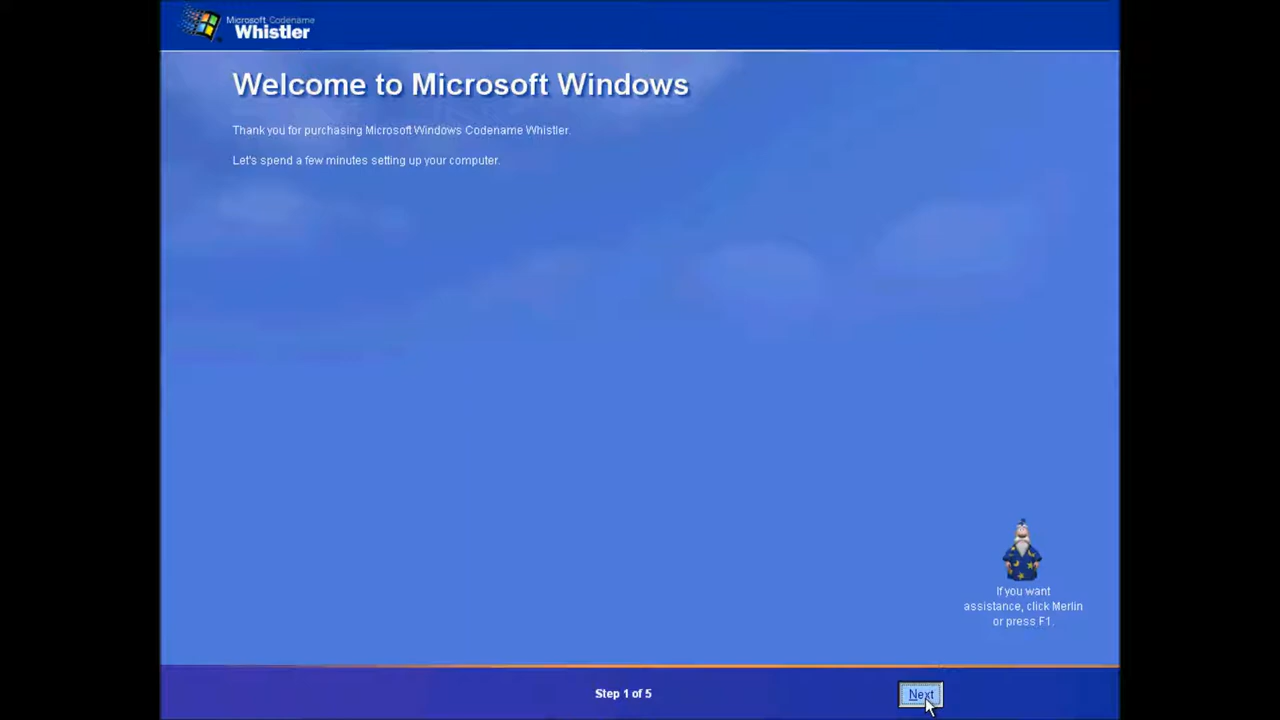 Microsoft Codename
Whistler
Welcome to Microsoft Windows
Thank you for purchasing Microsoft Windows Codename Whistler.
Let's spend a few minutes setting up your computer.
If you want
assistance, click Merlin
or press F1.
Step 1 of 5
Next